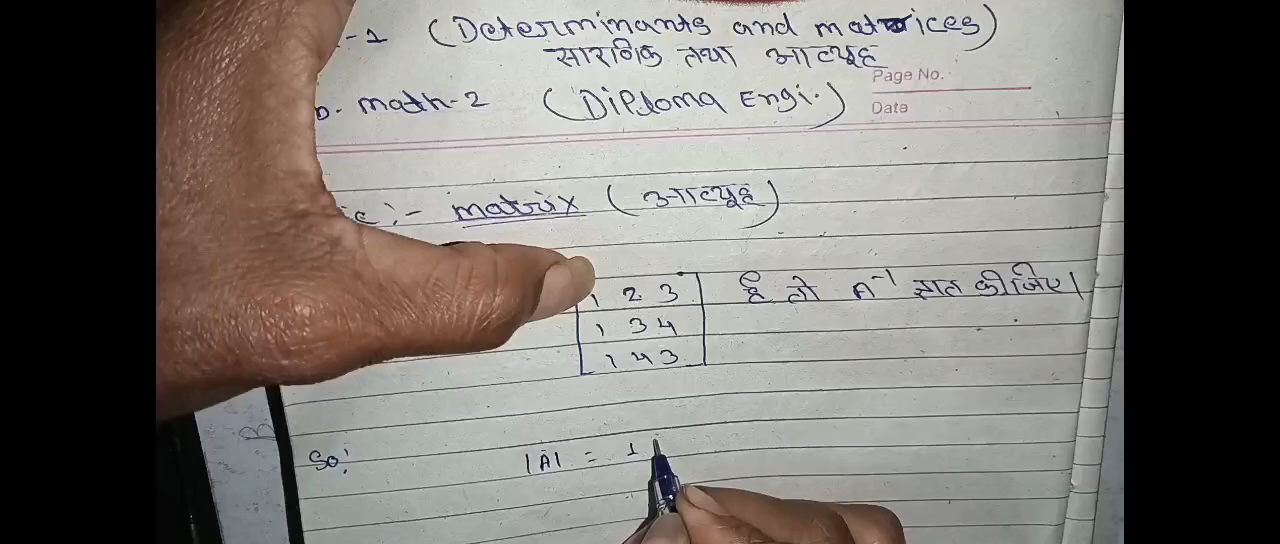 -1 (Determinants and matrices)
सारणिक तथा आव्यूह
Page No.
. math-2 (Diploma Engi.)
Date
:- matrix (आव्यूह)
1 2 3 है तो A⁻¹ ज्ञात कीजिए।
1 3 4
1 4 3
So!
|A| = 1